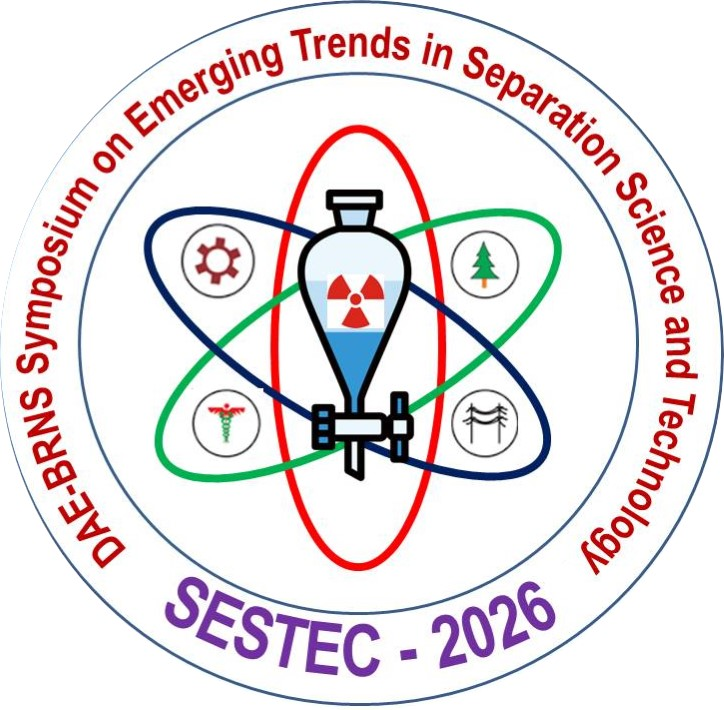 DAE-BRNS Symposium on Emerging Trends in Separation Science and Technology
SESTEC - 2026